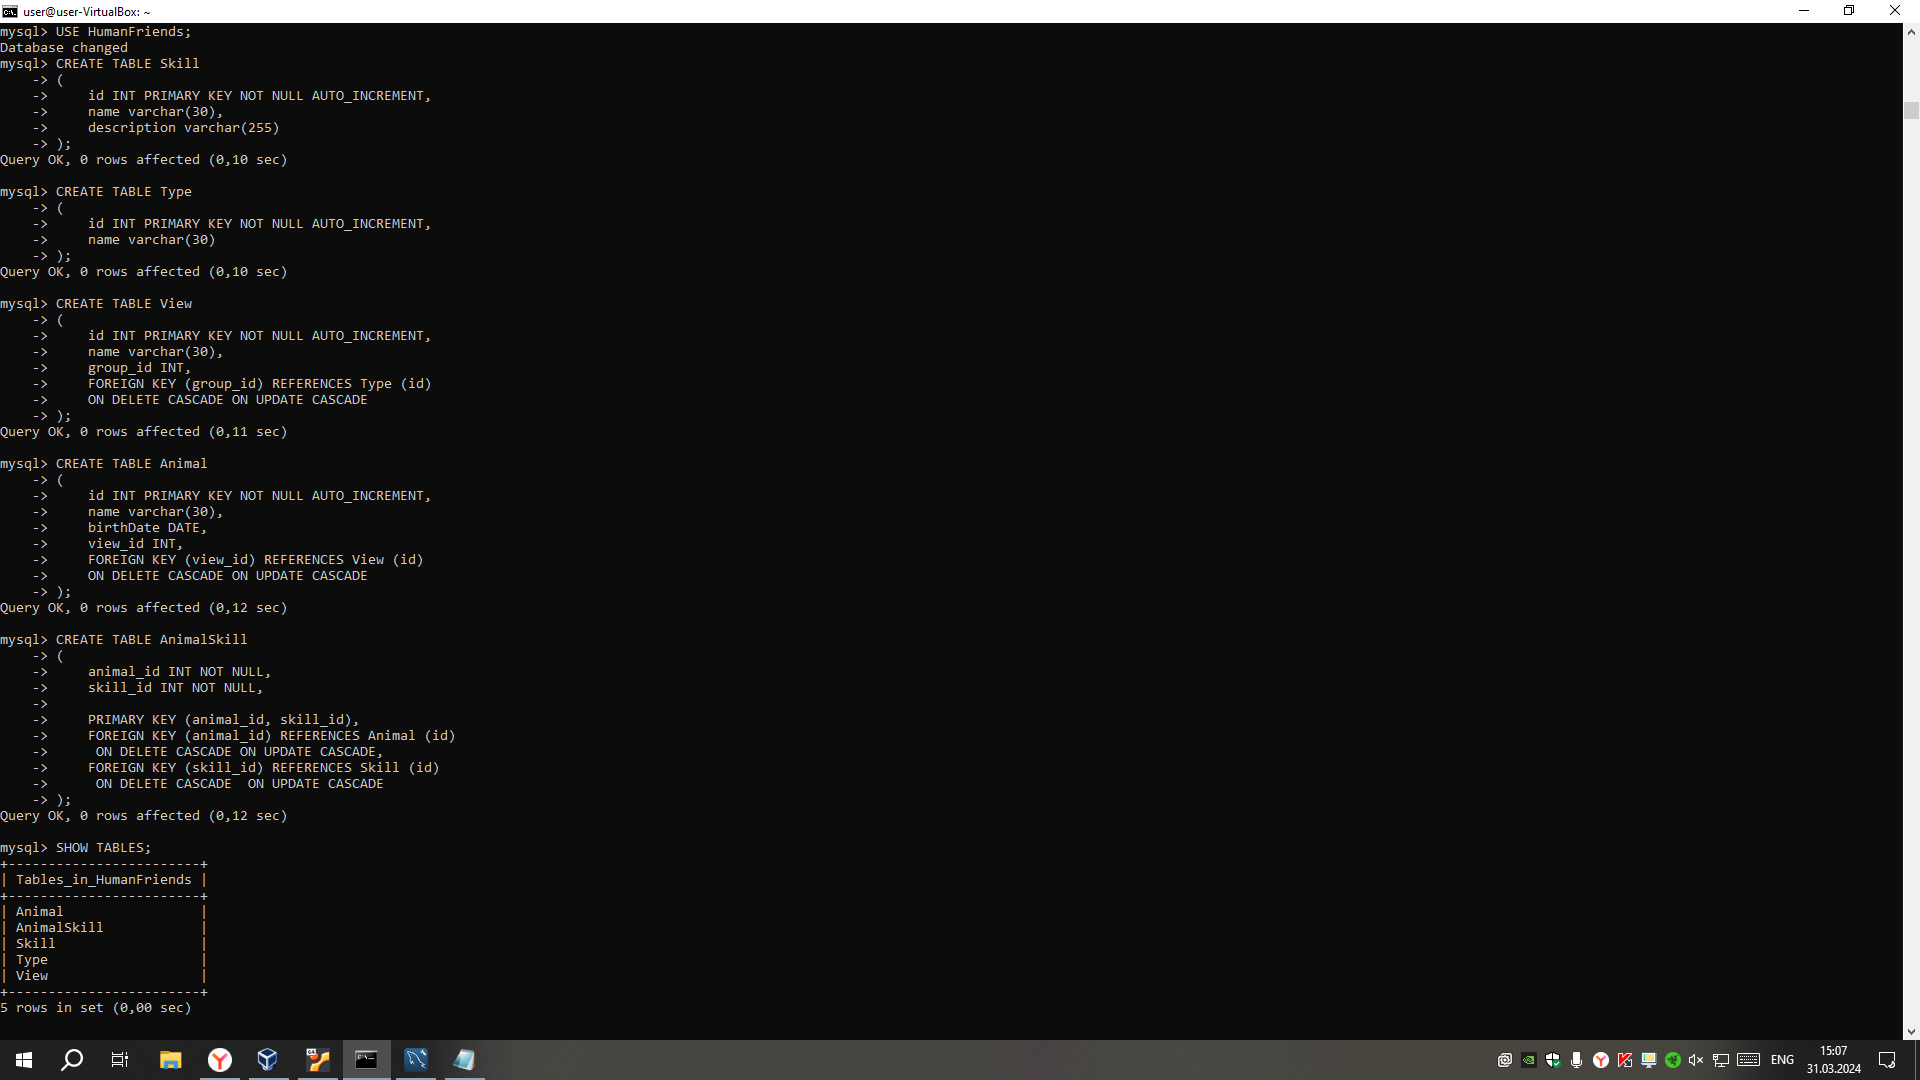 user@user-VirtualBox: ~
mysql> USE HumanFriends;
Database changed
mysql> CREATE TABLE Skill
    -> (
    ->     id INT PRIMARY KEY NOT NULL AUTO_INCREMENT,
    ->     name varchar(30),
    ->     description varchar(255)
    -> );
Query OK, 0 rows affected (0,10 sec)

mysql> CREATE TABLE Type
    -> (
    ->     id INT PRIMARY KEY NOT NULL AUTO_INCREMENT,
    ->     name varchar(30)
    -> );
Query OK, 0 rows affected (0,10 sec)

mysql> CREATE TABLE View
    -> (
    ->     id INT PRIMARY KEY NOT NULL AUTO_INCREMENT,
    ->     name varchar(30),
    ->     group_id INT,
    ->     FOREIGN KEY (group_id) REFERENCES Type (id)
    ->     ON DELETE CASCADE ON UPDATE CASCADE
    -> );
Query OK, 0 rows affected (0,11 sec)

mysql> CREATE TABLE Animal
    -> (
    ->     id INT PRIMARY KEY NOT NULL AUTO_INCREMENT,
    ->     name varchar(30),
    ->     birthDate DATE,
    ->     view_id INT,
    ->     FOREIGN KEY (view_id) REFERENCES View (id)
    ->     ON DELETE CASCADE ON UPDATE CASCADE
    -> );
Query OK, 0 rows affected (0,12 sec)

mysql> CREATE TABLE AnimalSkill
    -> (
    ->     animal_id INT NOT NULL,
    ->     skill_id INT NOT NULL,
    ->
    ->     PRIMARY KEY (animal_id, skill_id),
    ->     FOREIGN KEY (animal_id) REFERENCES Animal (id)
    ->      ON DELETE CASCADE ON UPDATE CASCADE,
    ->     FOREIGN KEY (skill_id) REFERENCES Skill (id)
    ->      ON DELETE CASCADE  ON UPDATE CASCADE
    -> );
Query OK, 0 rows affected (0,12 sec)

mysql> SHOW TABLES;
+------------------------+
| Tables_in_HumanFriends |
+------------------------+
| Animal                 |
| AnimalSkill            |
| Skill                  |
| Type                   |
| View                   |
+------------------------+
5 rows in set (0,00 sec)
ENG
15:07
31.03.2024